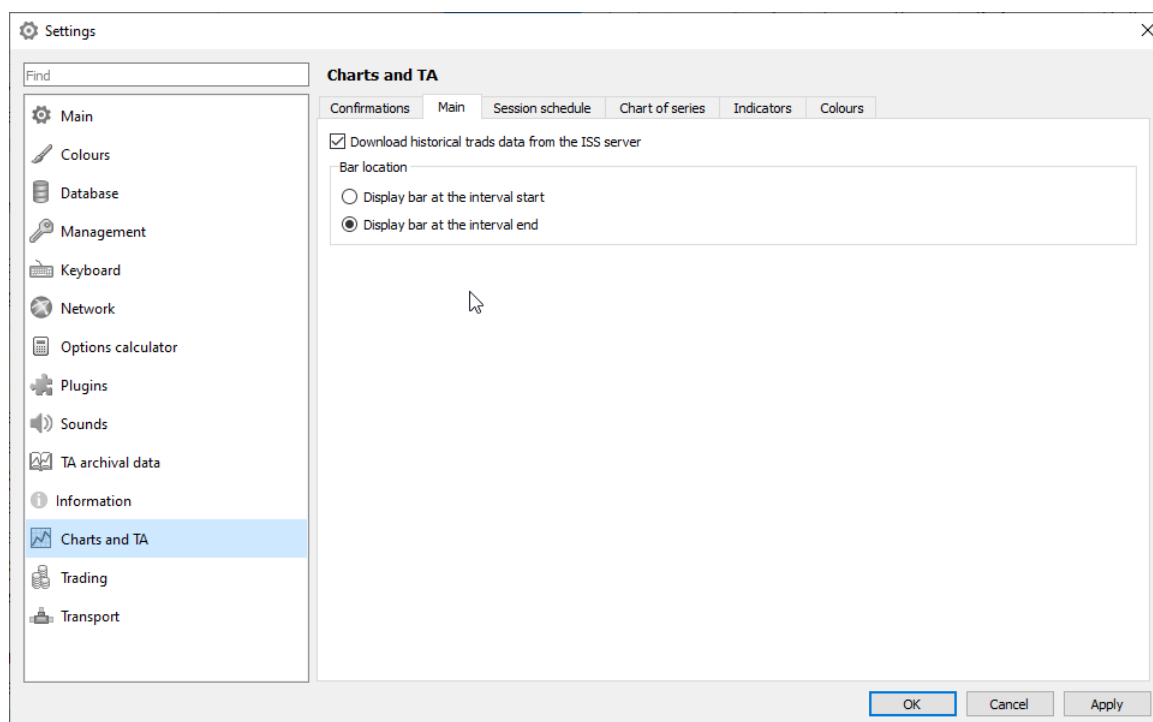 Settings
Find
Main
Colours
Database
Management
Keyboard
Network
Options calculator
Plugins
Sounds
TA archival data
Information
Charts and TA
Trading
Transport
Charts and TA
Confirmations Main Session schedule Chart of series Indicators Colours
Download historical trads data from the ISS server
Bar location
Display bar at the interval start
Display bar at the interval end
OK Cancel Apply